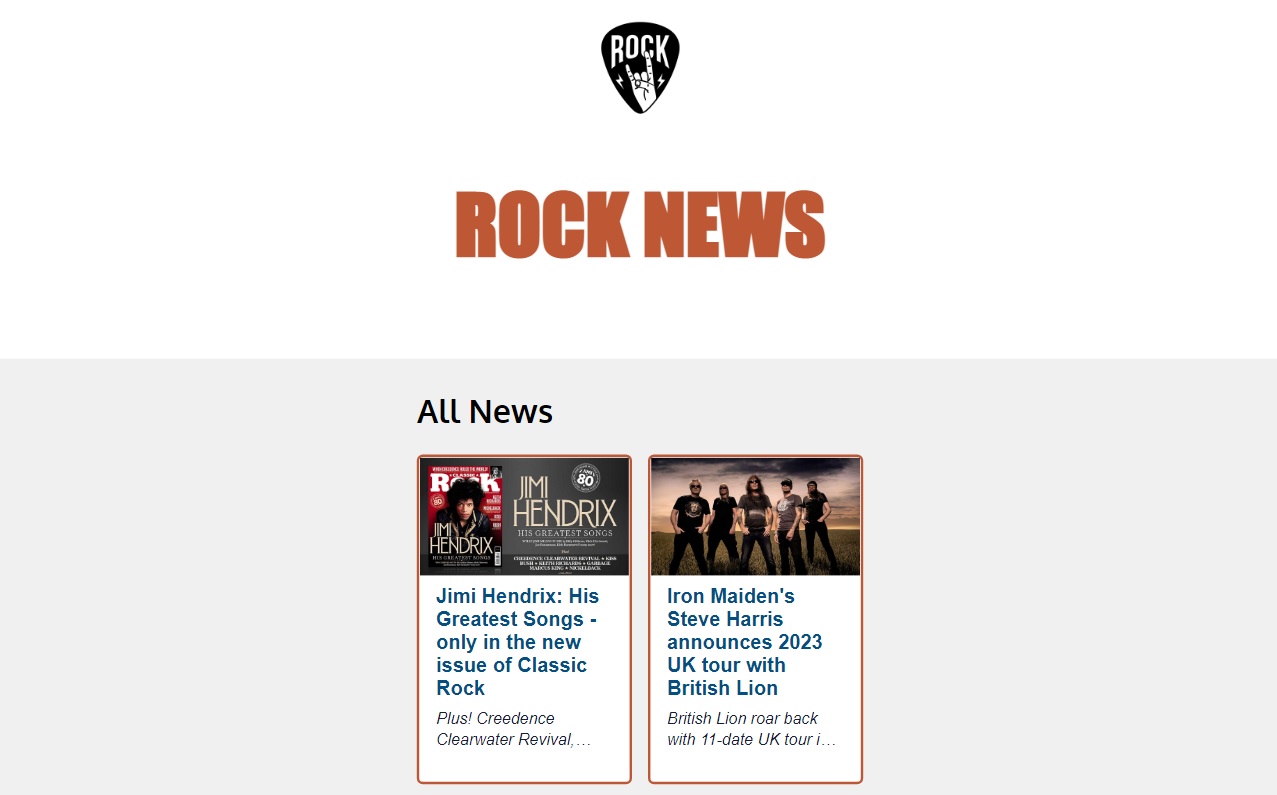 ROCK
ROCK NEWS
All News
CLASSIC
ROCK
80
JIMI
HENDRIX
HIS GREATEST SONGS
80
JIMI
HENDRIX
HIS GREATEST SONGS
Plus!
CREEDENCE CLEARWATER REVIVAL ★ KISS
BUSH ★ KEITH RICHARDS ★ GARBAGE
MARCUS KING ★ NICKELBACK
Jimi Hendrix: His
Greatest Songs -
only in the new
issue of Classic
Rock
Plus! Creedence
Clearwater Revival,…
Iron Maiden's
Steve Harris
announces 2023
UK tour with
British Lion
British Lion roar back
with 11-date UK tour i…